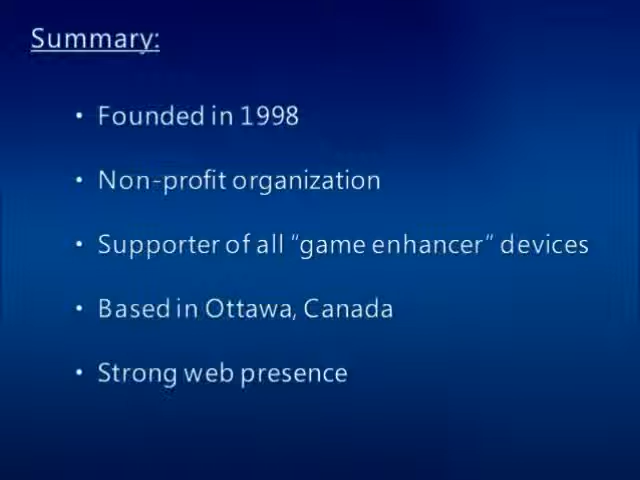 Summary:
• Founded in 1998
• Non-profit organization
• Supporter of all "game enhancer" devices
• Based in Ottawa, Canada
• Strong web presence